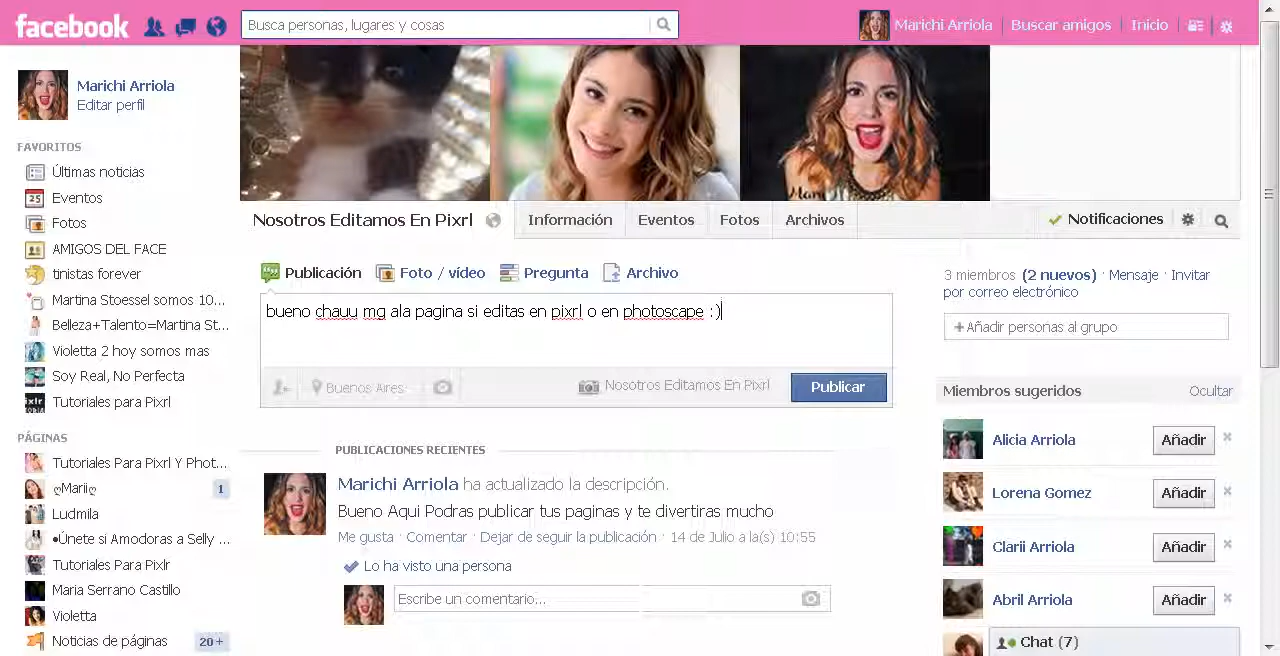 facebook
Busca personas, lugares y cosas
Marichi Arriola
Buscar amigos
Inicio
Marichi Arriola
Editar perfil
FAVORITOS
Últimas noticias
25 Eventos
Fotos
AMIGOS DEL FACE
tinistas forever
Martina Stoessel somos 10...
Belleza+Talento=Martina St...
Violetta 2 hoy somos mas
Soy Real, No Perfecta
Tutoriales para Pixrl
PÁGINAS
Tutoriales Para Pixrl Y Phot...
ღMariiღ 1
Ludmila
•Únete si Amodoras a Selly ...
Tutoriales Para Pixlr
Maria Serrano Castillo
Violetta
Noticias de páginas 20+
Nosotros Editamos En Pixrl
Información
Eventos
Fotos
Archivos
Notificaciones
Publicación
Foto / vídeo
Pregunta
Archivo
bueno chauu mg ala pagina si editas en pixrl o en photoscape :)
Buenos Aires
Nosotros Editamos En Pixrl
Publicar
PUBLICACIONES RECIENTES
Marichi Arriola ha actualizado la descripción.
Bueno Aqui Podras publicar tus paginas y te divertiras mucho
Me gusta · Comentar · Dejar de seguir la publicación · 14 de Julio a la(s) 10:55
Lo ha visto una persona
Escribe un comentario...
3 miembros (2 nuevos) · Mensaje · Invitar
por correo electrónico
+ Añadir personas al grupo
Miembros sugeridos
Ocultar
Alicia Arriola
Añadir
Lorena Gomez
Añadir
Clarii Arriola
Añadir
Abril Arriola
Añadir
Chat (7)